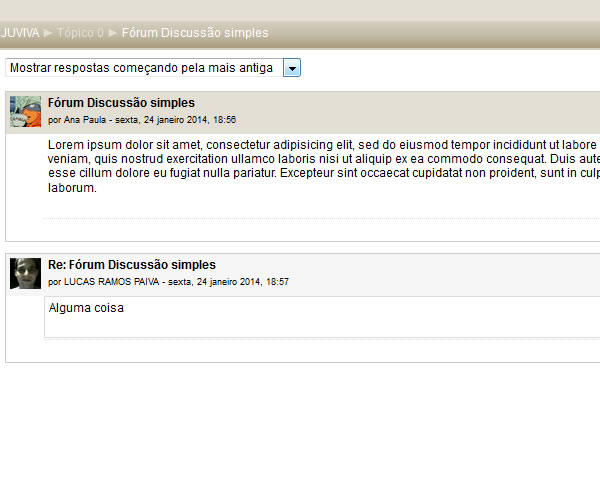 JUVIVA ► Tópico 0 ► Fórum Discussão simples
Mostrar respostas começando pela mais antiga
Fórum Discussão simples
por Ana Paula - sexta, 24 janeiro 2014, 18:56
Lorem ipsum dolor sit amet, consectetur adipisicing elit, sed do eiusmod tempor incididunt ut labore
veniam, quis nostrud exercitation ullamco laboris nisi ut aliquip ex ea commodo consequat. Duis aute
esse cillum dolore eu fugiat nulla pariatur. Excepteur sint occaecat cupidatat non proident, sunt in culp
laborum.
Re: Fórum Discussão simples
por LUCAS RAMOS PAIVA - sexta, 24 janeiro 2014, 18:57
Alguma coisa